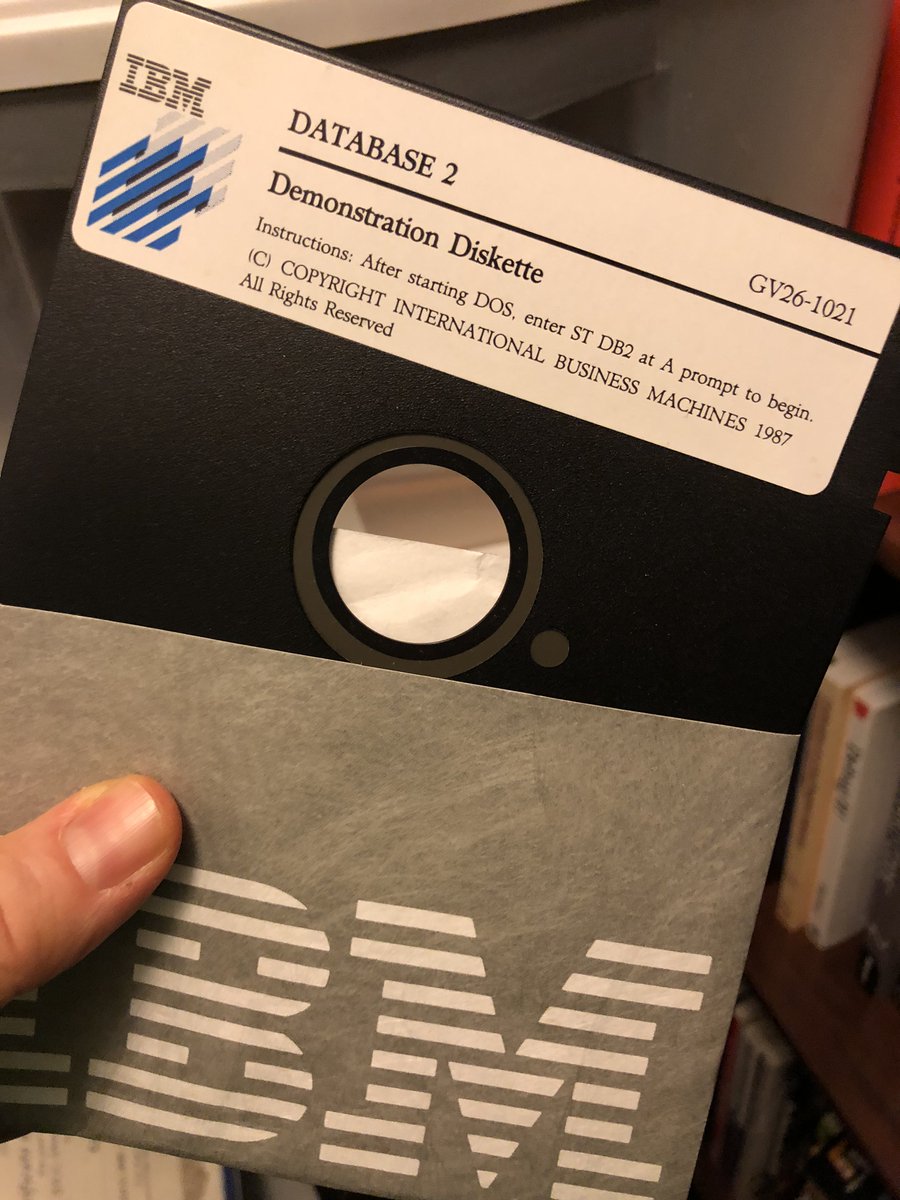 IBM
DATABASE 2
GV26-1021
Demonstration Diskette
Instructions: After starting DOS, enter ST DB2 at A prompt to begin.
(C) COPYRIGHT INTERNATIONAL BUSINESS MACHINES 1987
All Rights Reserved
IBM